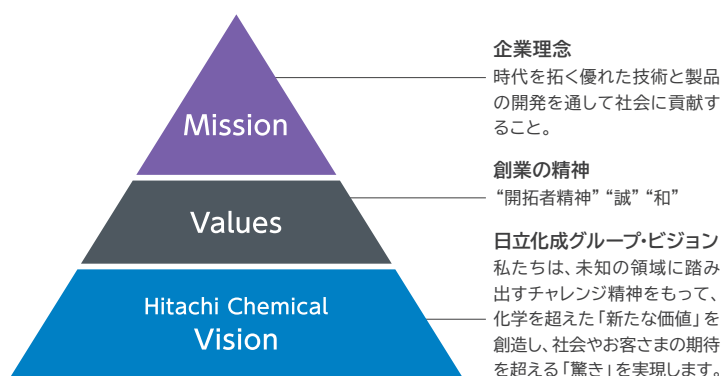 Mission
Values
Hitachi Chemical
Vision
企業理念
時代を拓く優れた技術と製品
の開発を通して社会に貢献す
ること。
創業の精神
“開拓者精神” “誠” “和”
日立化成グループ・ビジョン
私たちは、未知の領域に踏み
出すチャレンジ精神をもって、
化学を超えた「新たな価値」を
創造し、社会やお客さまの期待
を超える「驚き」を実現します。